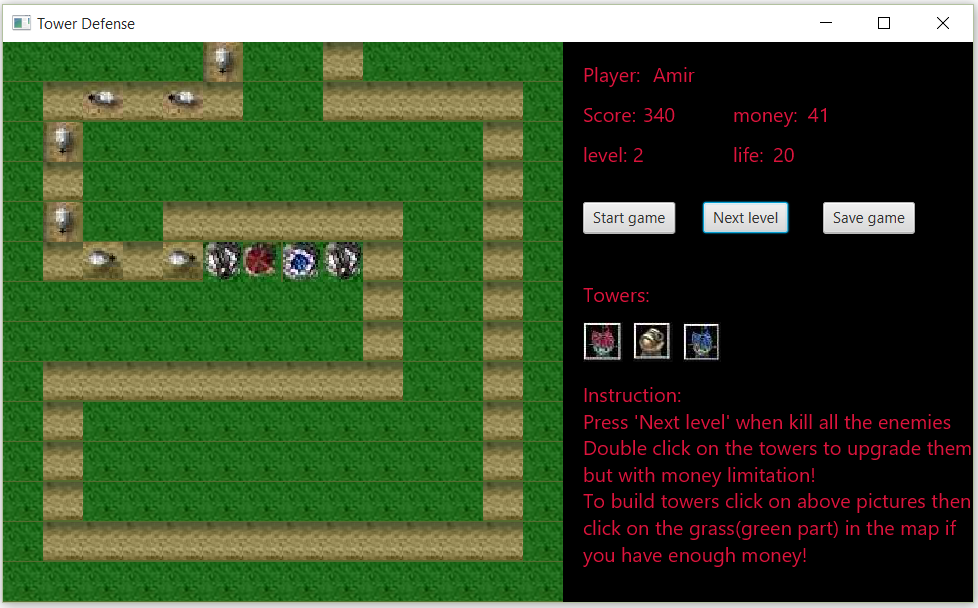 Tower Defense
Player: Amir
Score: 340 money: 41
level: 2 life: 20
Start game Next level Save game
Towers:
Instruction:
Press 'Next level' when kill all the enemies
Double click on the towers to upgrade them
but with money limitation!
To build towers click on above pictures then
click on the grass(green part) in the map if
you have enough money!